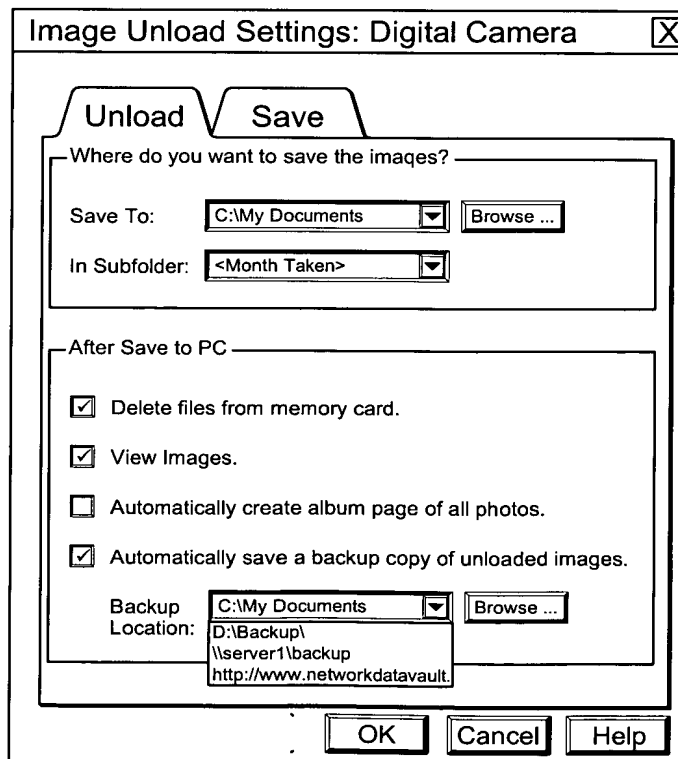 Image Unload Settings: Digital Camera X
Unload Save
Where do you want to save the images?
Save To: C:\My Documents Browse ...
In Subfolder: <Month Taken>
After Save to PC
Delete files from memory card.
View Images.
Automatically create album page of all photos.
Automatically save a backup copy of unloaded images.
Backup Location: C:\My Documents Browse ...
D:\Backup\
\\server1\backup
http://www.networkdatavault.
OK Cancel Help